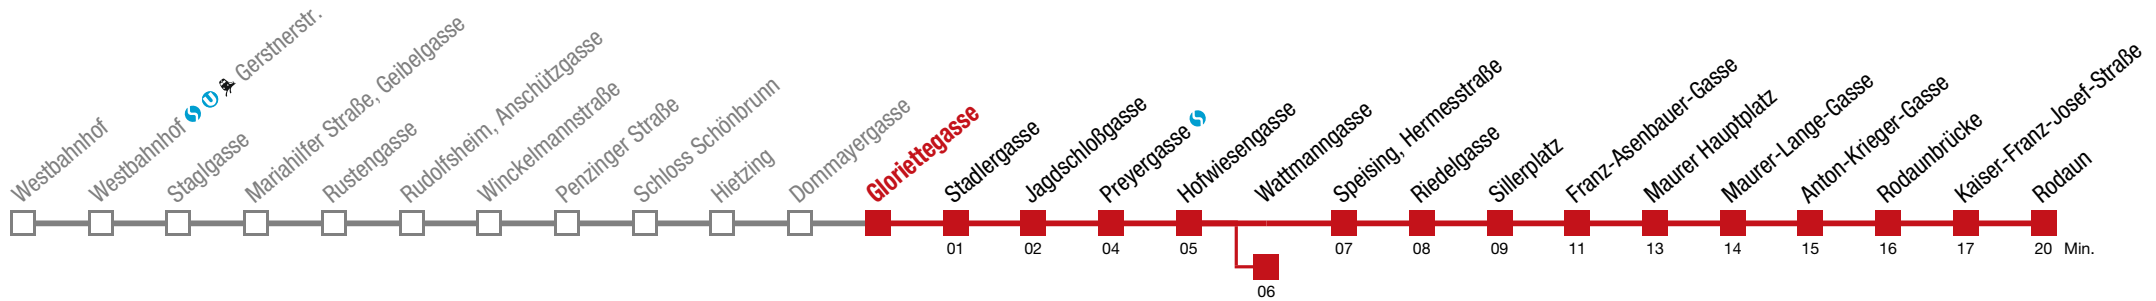 Westbahnhof
Westbahnhof S U Gerstnerstr.
Staglgasse
Mariahilfer Straße, Geibelgasse
Rustengasse
Rudolfsheim, Anschützgasse
Winckelmannstraße
Penzinger Straße
Schloss Schönbrunn
Hietzing
Dommayergasse
Gloriettegasse
Stadlergasse
Jagdschloßgasse
Preyergasse S
Hofwiesengasse
Wattmanngasse
Speising, Hermesstraße
Riedelgasse
Sillerplatz
Franz-Asenbauer-Gasse
Maurer Hauptplatz
Maurer-Lange-Gasse
Anton-Krieger-Gasse
Rodaunbrücke
Kaiser-Franz-Josef-Straße
Rodaun
01 02 04 05 07 08 09 11 13 14 15 16 17 20 Min.
06